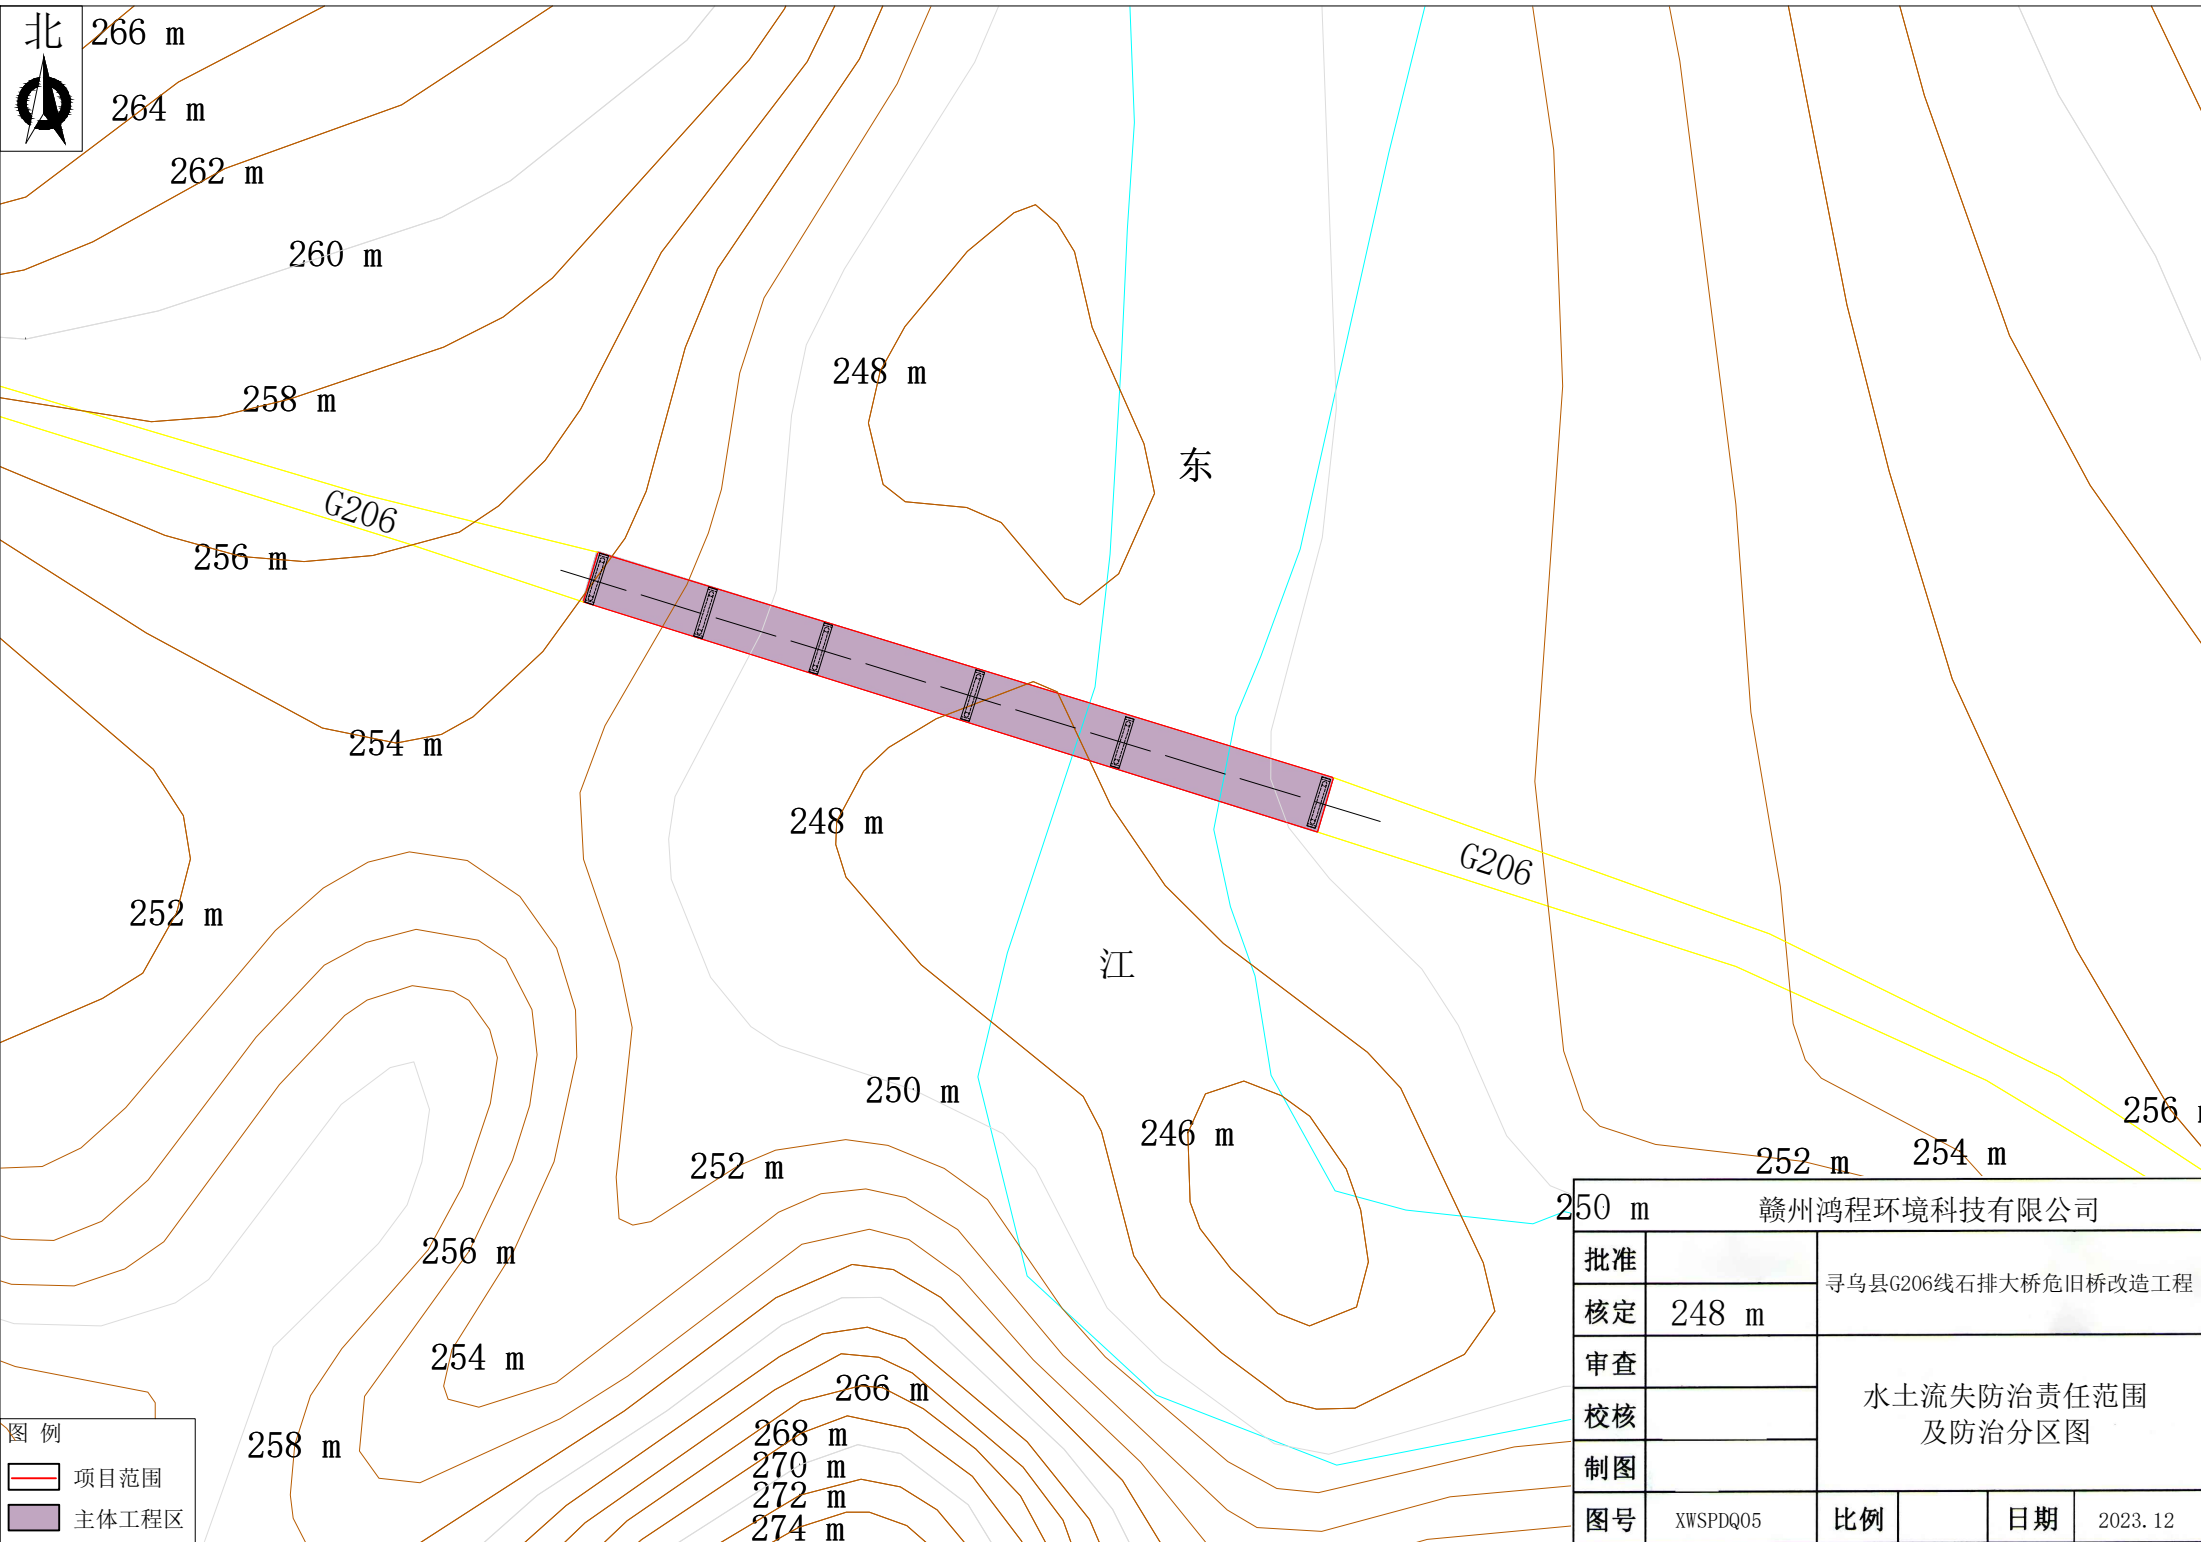 北
266 m
264 m
262 m
260 m
248 m
258 m
东
G206
256 m
254 m
248 m
G206
252 m
江
250 m
256
246 m
252 m
254 m
252 m
250 m
赣州鸿程环境科技有限公司
256 m
批准
寻乌县G206线石排大桥危旧桥改造工程
核定
248 m
254 m
审查
266 m
水土流失防治责任范围
及防治分区图
校核
268 m
258 m
270 m
制图
272 m
274 m
图例
项目范围
主体工程区
图号
XWSPDQ05
比例
日期
2023.12